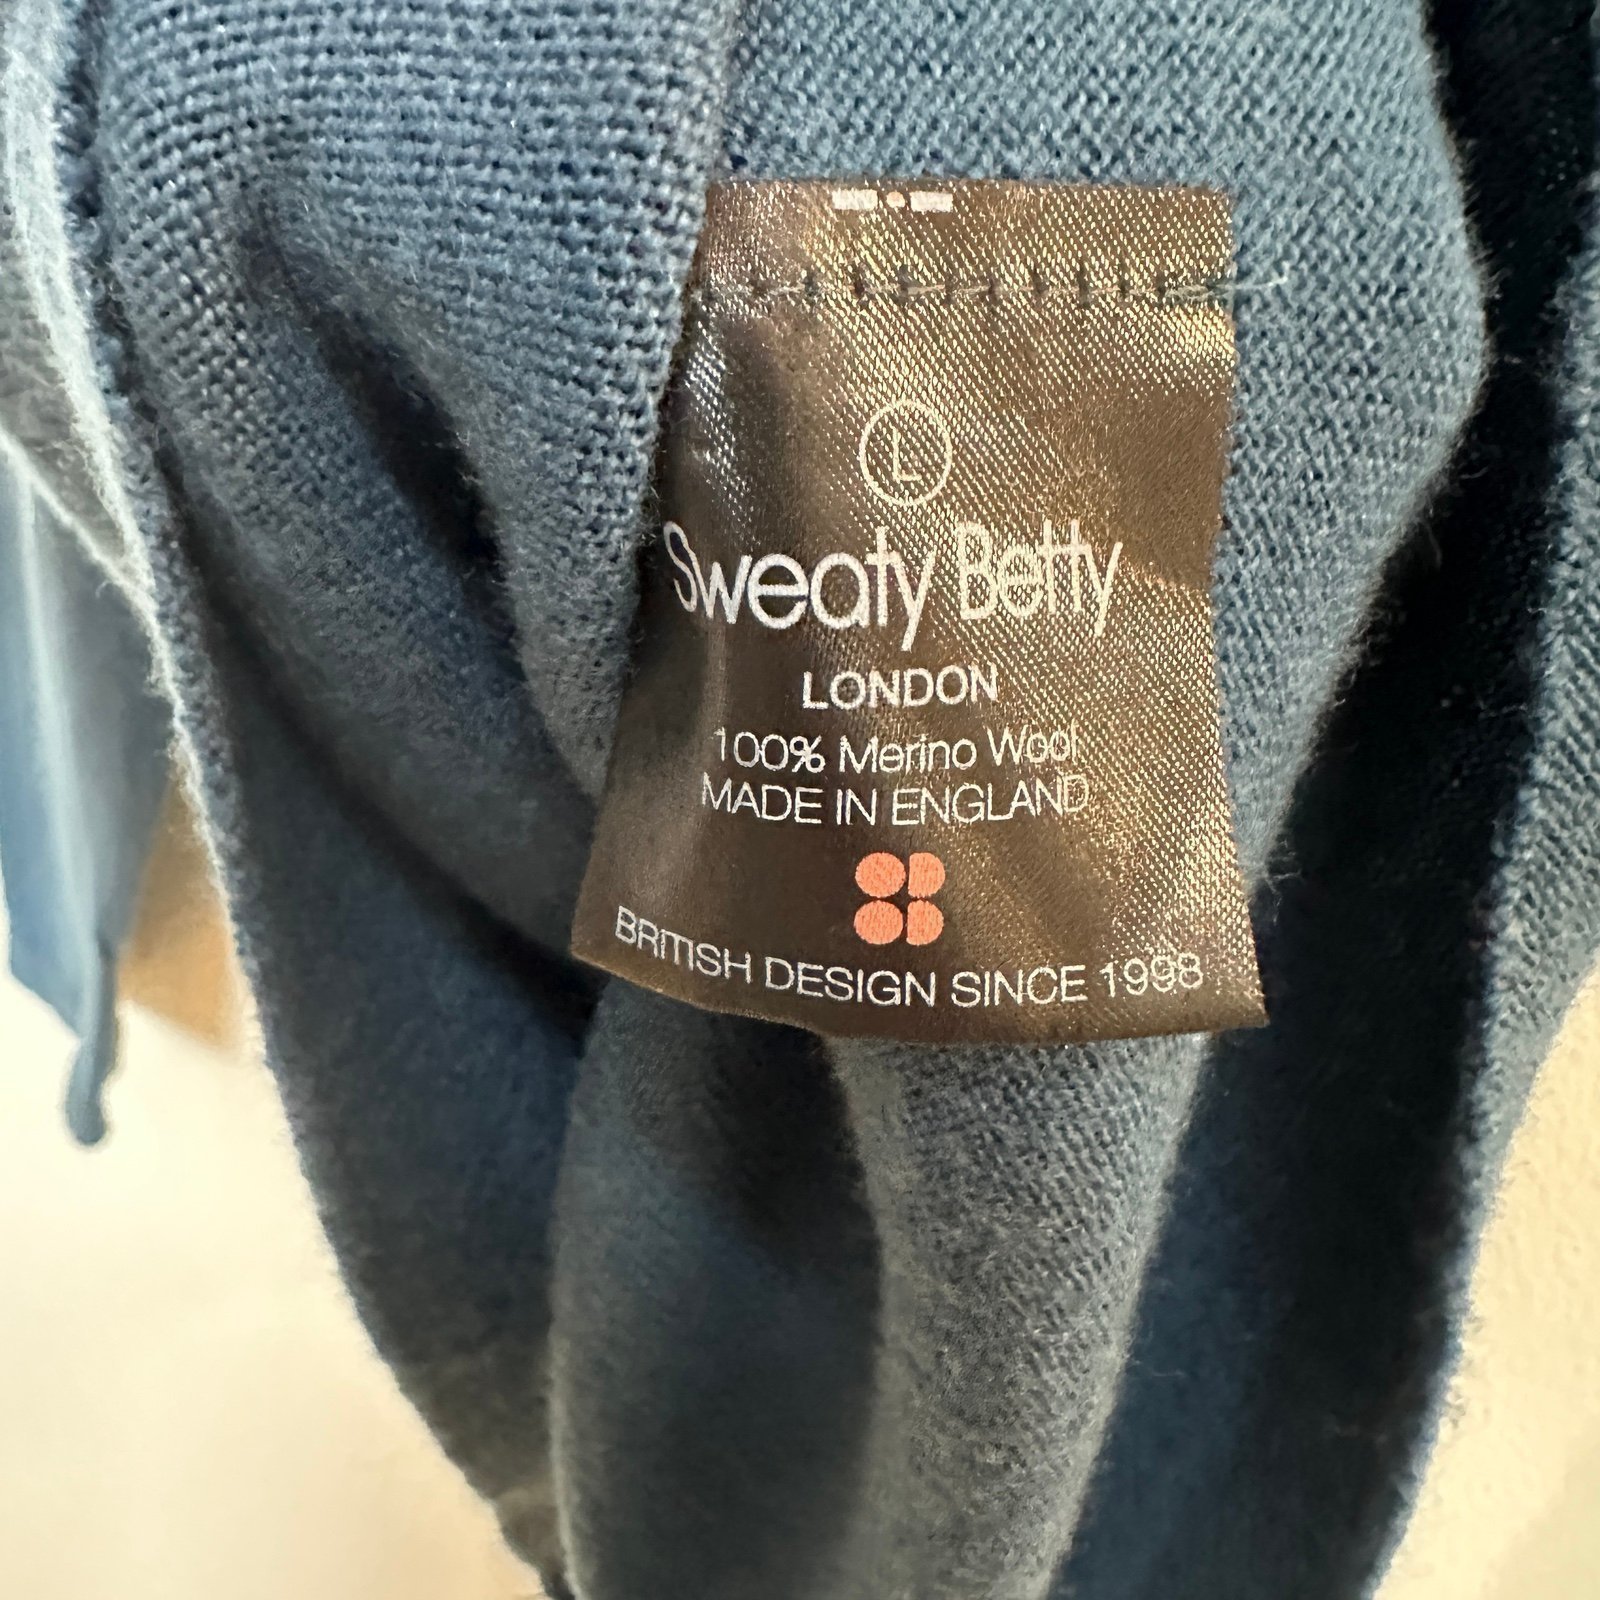 L
Sweaty Betty
LONDON
100% Merino Wool
MADE IN ENGLAND
BRITISH DESIGN SINCE 1998